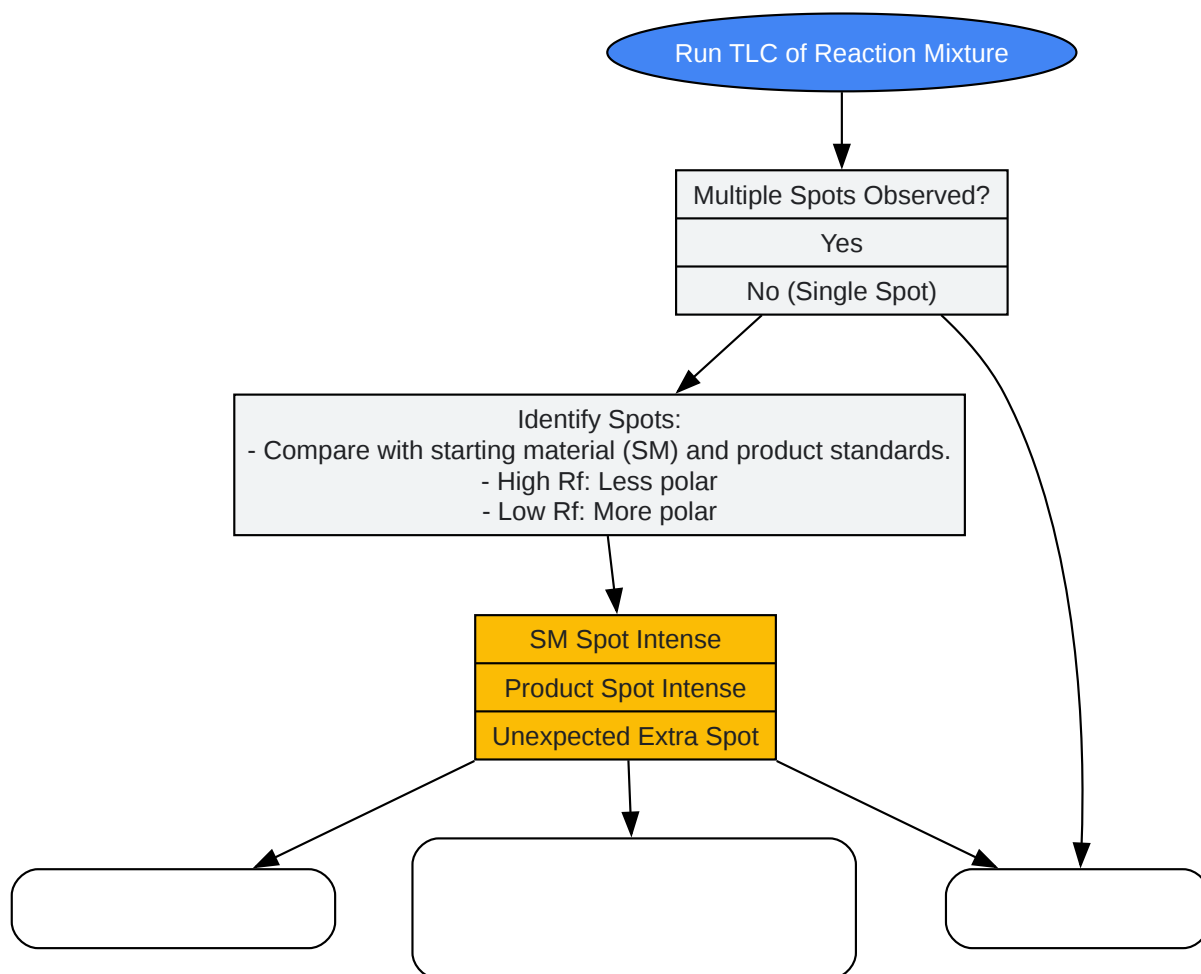 Run TLC of Reaction Mixture
Multiple Spots Observed?
Yes
No (Single Spot)
Identify Spots:
- Compare with starting material (SM) and product standards.
- High Rf: Less polar
- Low Rf: More polar
SM Spot Intense
Product Spot Intense
Unexpected Extra Spot